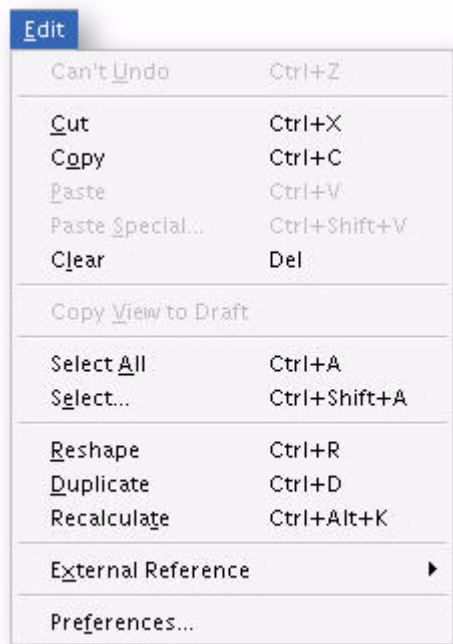 Edit
Can't Undo Ctrl+Z
Cut Ctrl+X
Copy Ctrl+C
Paste Ctrl+V
Paste Special... Ctrl+Shift+V
Clear Del
Copy View to Draft
Select All Ctrl+A
Select... Ctrl+Shift+A
Reshape Ctrl+R
Duplicate Ctrl+D
Recalculate Ctrl+Alt+K
External Reference
Preferences...